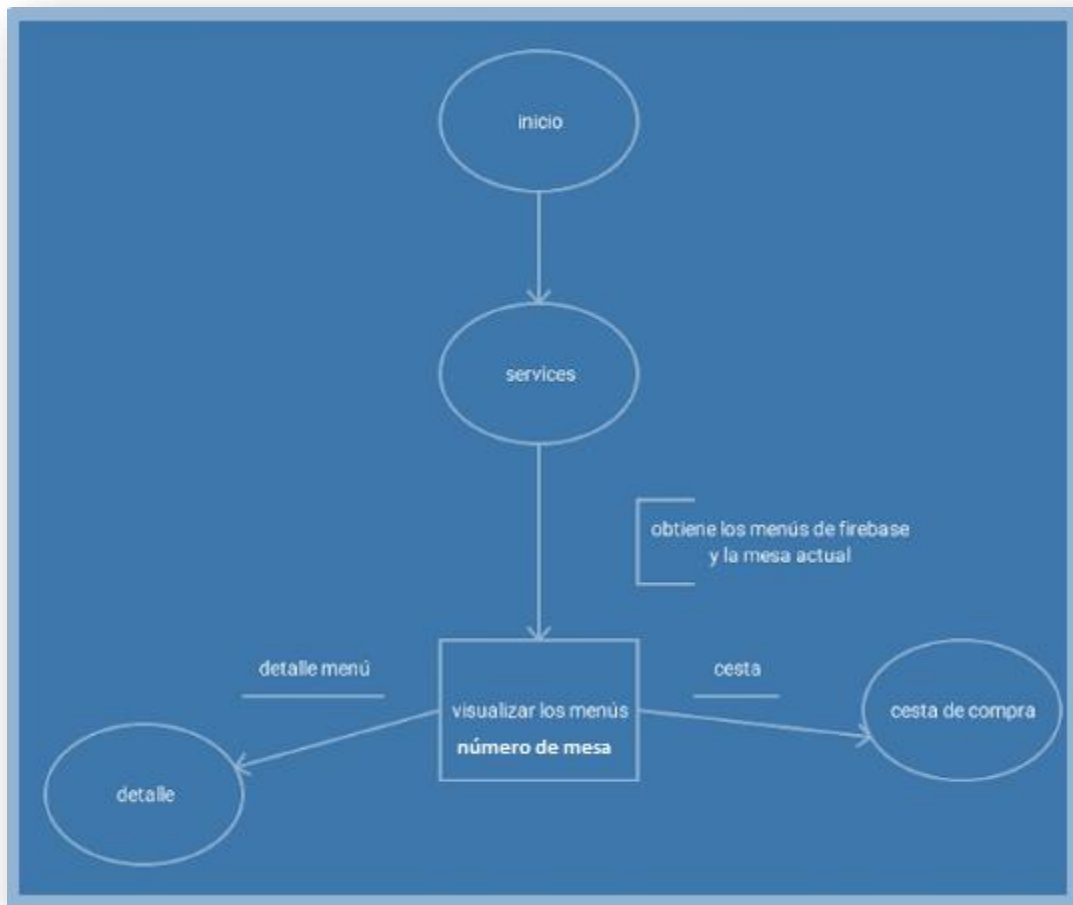 inicio
services
obtiene los menús de firebase
y la mesa actual
detalle menú
cesta
visualizar los menús
número de mesa
cesta de compra
detalle